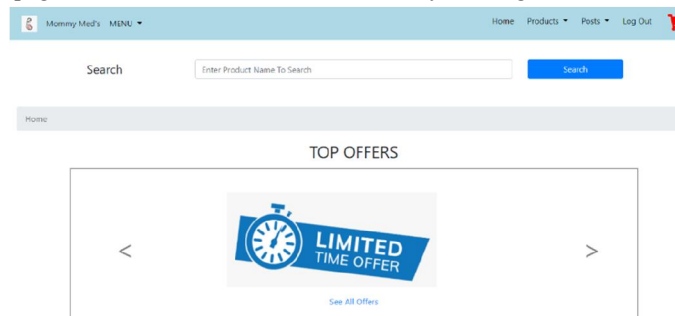 Mommy Med's MENU Home Products Posts Log Out
Search Enter Product Name To Search Search
Home
TOP OFFERS
< >
LIMITED
TIME OFFER
See All Offers